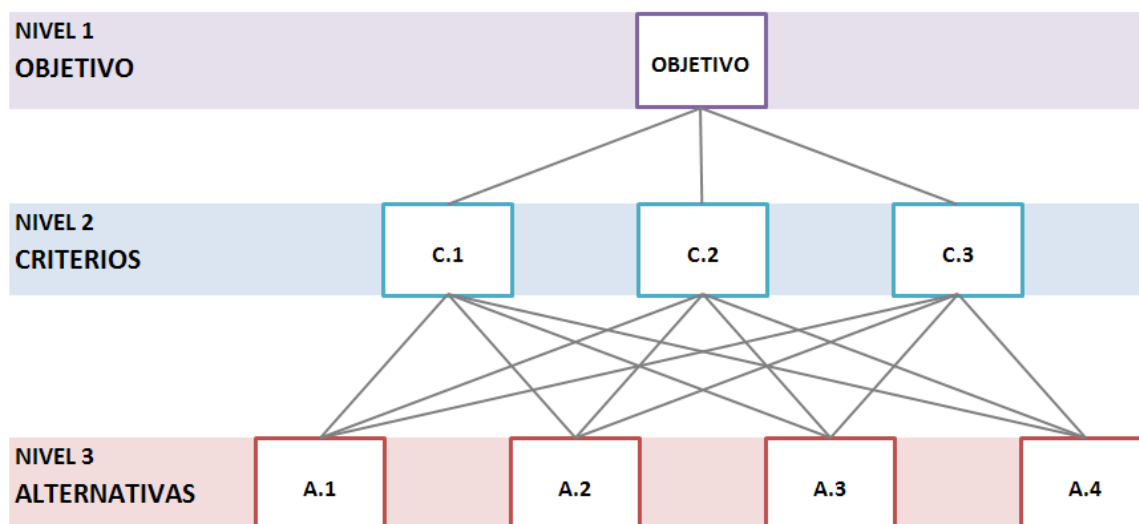 NIVEL 1
OBJETIVO
OBJETIVO
NIVEL 2
CRITERIOS
C.1
C.2
C.3
NIVEL 3
ALTERNATIVAS
A.1
A.2
A.3
A.4